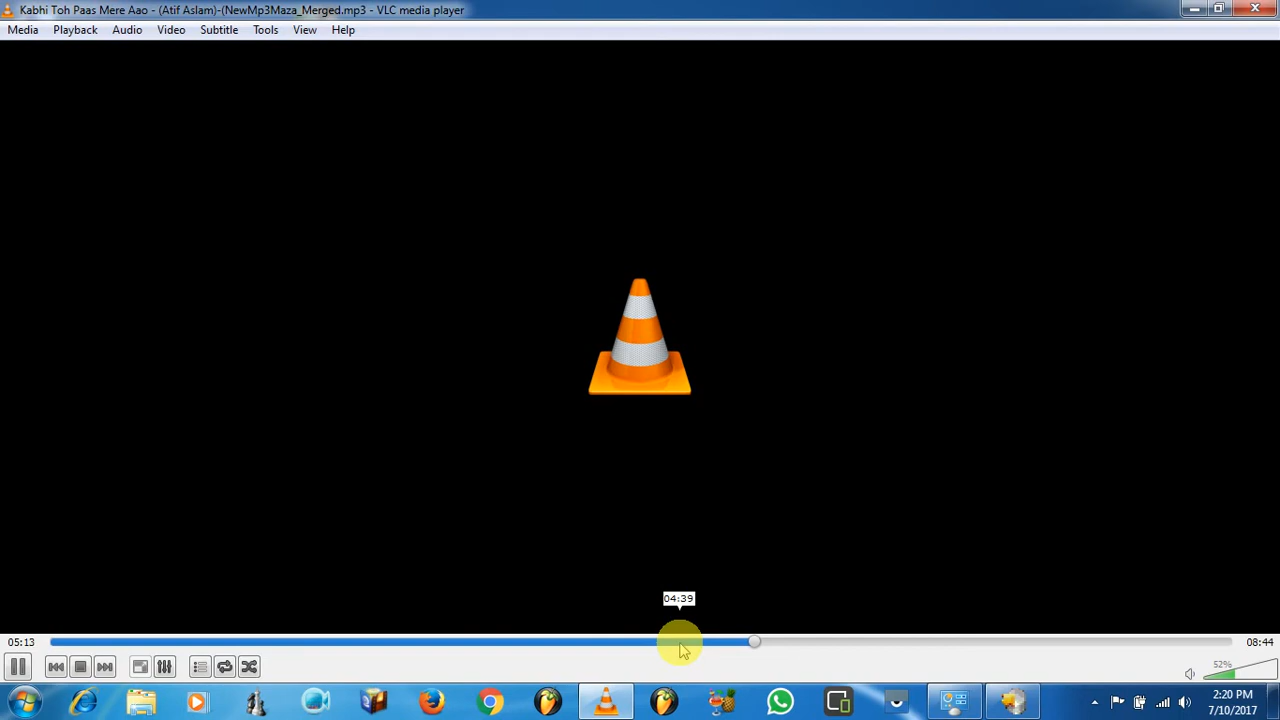 Kabhi Toh Paas Mere Aao - (Atif Aslam)-(NewMp3Maza_Merged.mp3 - VLC media player
Media Playback Audio Video Subtitle Tools View Help
04:39
05:13 08:44
52%
2:20 PM
7/10/2017